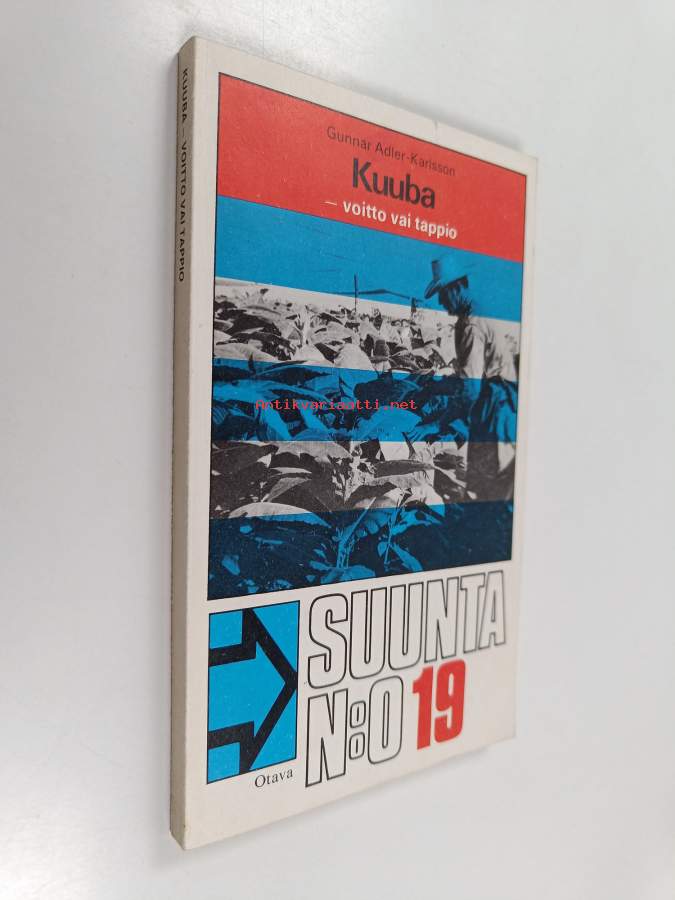 KUUBA – VOITTO VAI TAPPIO
Gunnar Adler-Karlsson
Kuuba
– voitto vai tappio
Antikvariaatti.net
SUUNTA
N:O 19
Otava